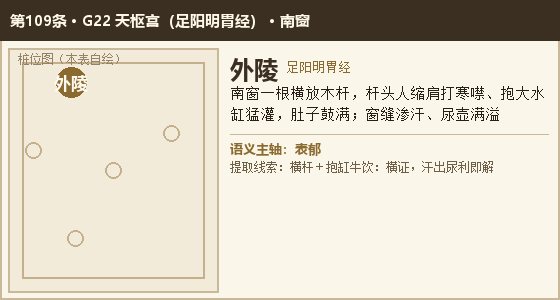 第109条・G22 天枢宫（足阳明胃经）・南窗
桩位图（本表自绘）
外陵
外陵 足阳明胃经
南窗一根横放木杆，杆头人缩肩打寒噤、抱大水
缸猛灌，肚子鼓满；窗缝渗汗、尿壶满溢
语义主轴：表郁
提取线索：横杆＋抱缸牛饮：横证，汗出尿利即解